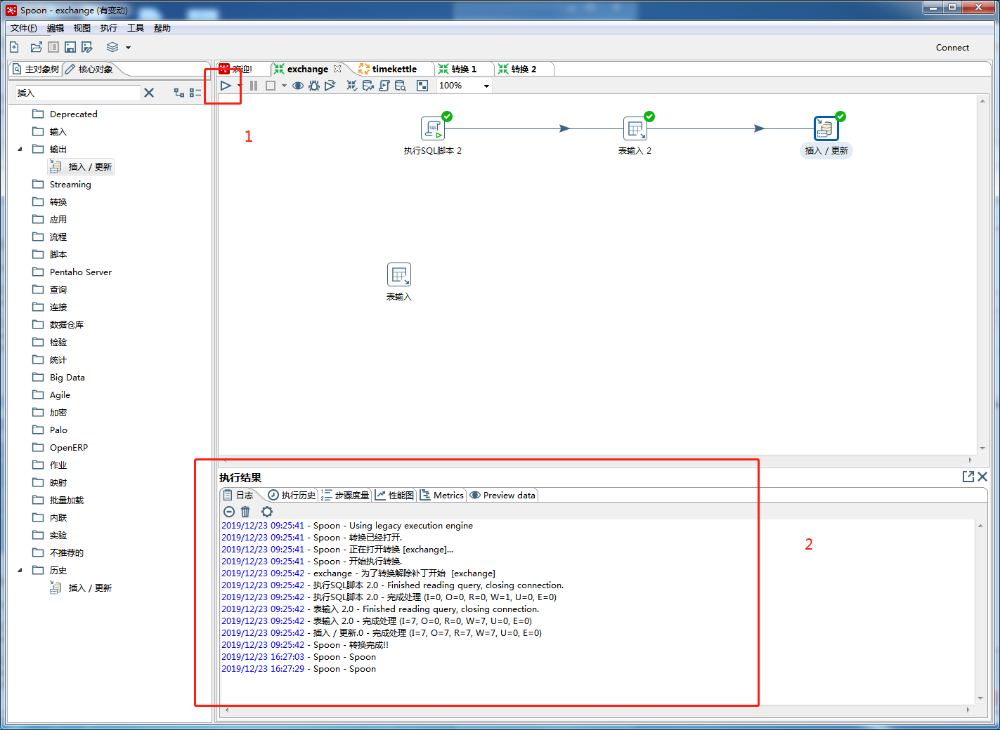 Spoon - exchange (有变动)
文件(F) 编辑 视图 执行 工具 帮助
Connect
主对象树 核心对象
欢迎! exchange timekettle 转换 1 转换 2
插入
100%
Deprecated
输入
输出
插入 / 更新
Streaming
转换
应用
流程
脚本
Pentaho Server
查询
连接
数据仓库
检验
统计
Big Data
Agile
加密
Palo
OpenERP
作业
映射
批量加载
内联
实验
不推荐的
历史
插入 / 更新
1
SQL
执行SQL脚本 2
表输入 2
插入 / 更新
表输入
执行结果
日志 执行历史 步骤度量 性能图 Metrics Preview data
2019/12/23 09:25:41 - Spoon - Using legacy execution engine
2019/12/23 09:25:41 - Spoon - 转换已经打开.
2019/12/23 09:25:41 - Spoon - 正在打开转换 [exchange]...
2019/12/23 09:25:41 - Spoon - 开始执行转换.
2019/12/23 09:25:42 - exchange - 为了转换解除补丁开始  [exchange]
2019/12/23 09:25:42 - 执行SQL脚本 2.0 - Finished reading query, closing connection.
2019/12/23 09:25:42 - 执行SQL脚本 2.0 - 完成处理 (I=0, O=0, R=0, W=1, U=0, E=0)
2019/12/23 09:25:42 - 表输入 2.0 - Finished reading query, closing connection.
2019/12/23 09:25:42 - 表输入 2.0 - 完成处理 (I=7, O=0, R=0, W=7, U=0, E=0)
2019/12/23 09:25:42 - 插入 / 更新.0 - 完成处理 (I=7, O=7, R=7, W=7, U=0, E=0)
2019/12/23 09:25:42 - Spoon - 转换完成!!
2019/12/23 16:27:03 - Spoon - Spoon
2019/12/23 16:27:29 - Spoon - Spoon
2